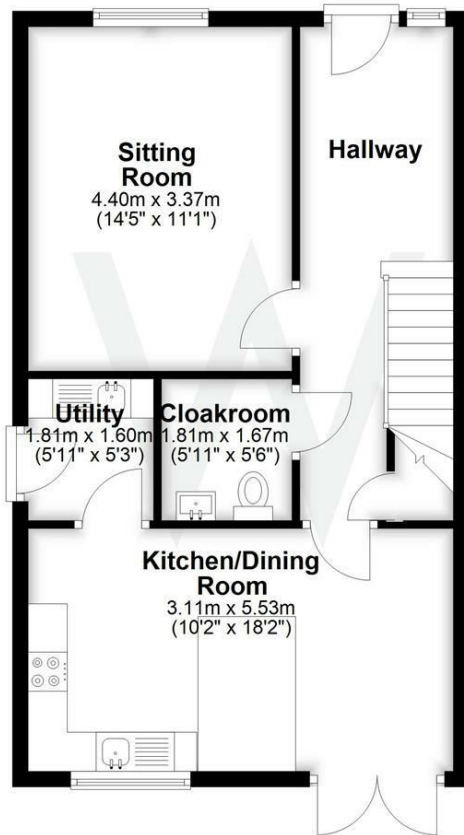 Sitting
Room
4.40m x 3.37m
(14'5" x 11'1")
Hallway
Utility
1.81m x 1.60m
(5'11" x 5'3")
Cloakroom
1.81m x 1.67m
(5'11" x 5'6")
Kitchen/Dining
Room
3.11m x 5.53m
(10'2" x 18'2")